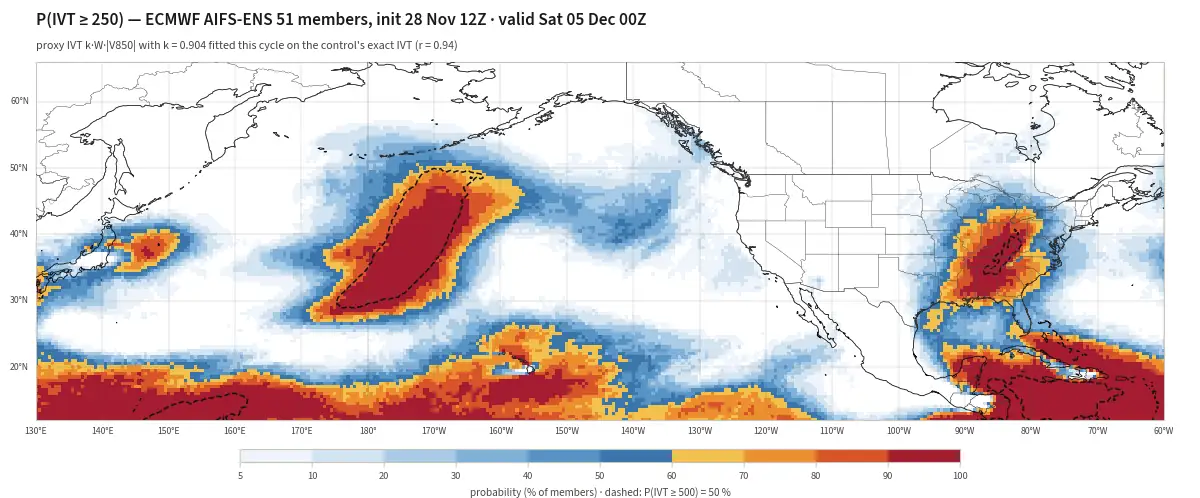 P(IVT ≥ 250) — ECMWF AIFS-ENS 51 members, init 28 Nov 12Z · valid Sat 05 Dec 00Z
proxy IVT k·W·|V850| with k = 0.904 fitted this cycle on the control's exact IVT (r = 0.94)
60°N
50°N
40°N
30°N
20°N
130°E 140°E 150°E 160°E 170°E 180° 170°W 160°W 150°W 140°W 130°W 120°W 110°W 100°W 90°W 80°W 70°W 60°W
5 10 20 30 40 50 60 70 80 90 100
probability (% of members) · dashed: P(IVT ≥ 500) = 50 %